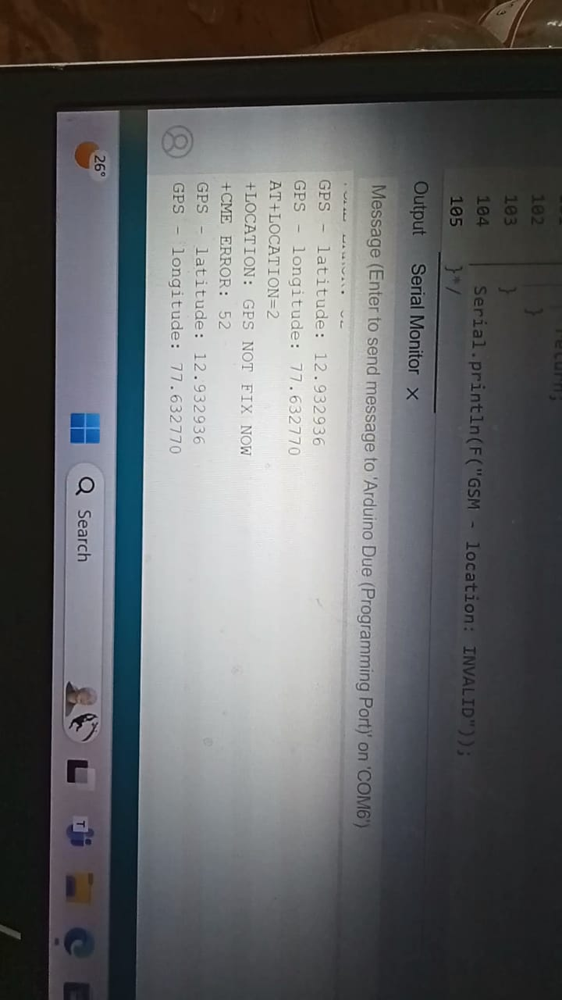 102
}
103
}
104
Serial.println(F("GSM - location: INVALID"));
105
}*/
Output Serial Monitor X
Message (Enter to send message to 'Arduino Due (Programming Port)' on 'COM6')
GPS - latitude: 12.932936
GPS - longitude: 77.632770
AT+LOCATION=2
+LOCATION: GPS NOT FIX NOW
+CME ERROR: 52
GPS - latitude: 12.932936
GPS - longitude: 77.632770
26°
Search
T